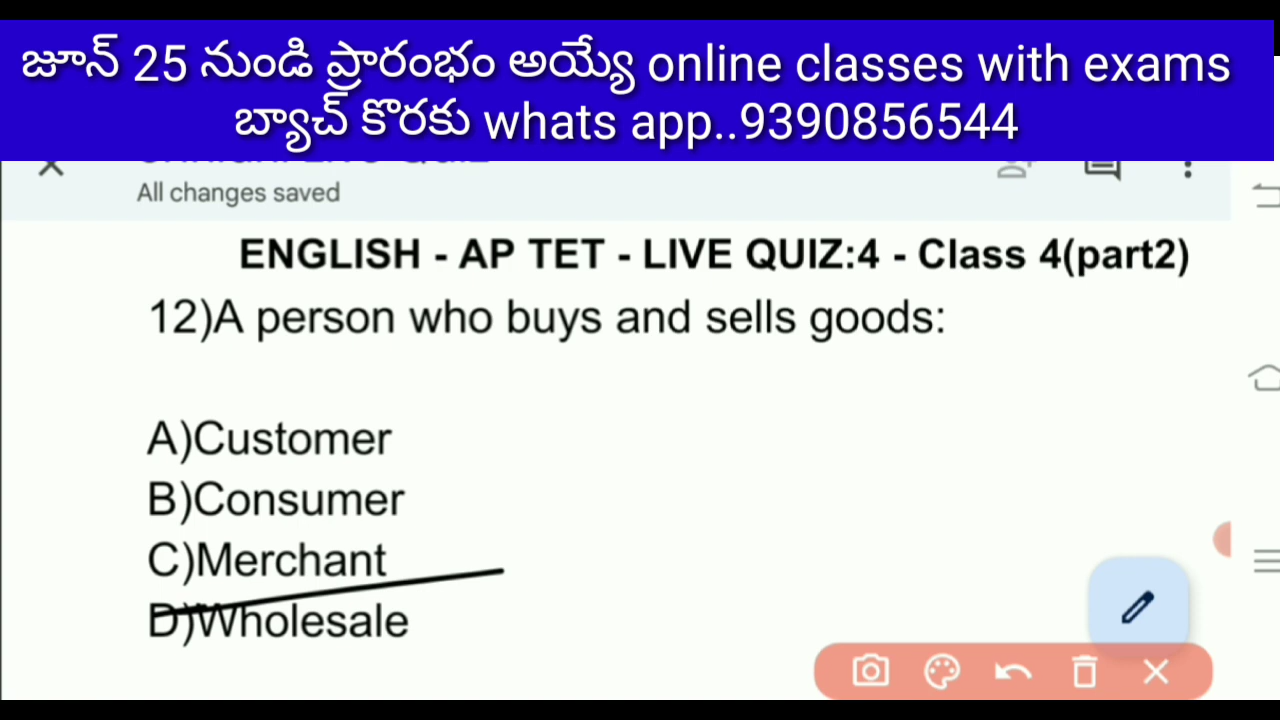 జూన్ 25 నుండి ప్రారంభం అయ్యే online classes with exams
బ్యాచ్ కొరకు whats app..9390856544
All changes saved
ENGLISH - AP TET - LIVE QUIZ:4 - Class 4(part2)
12)A person who buys and sells goods:
A)Customer
B)Consumer
C)Merchant
D)Wholesale